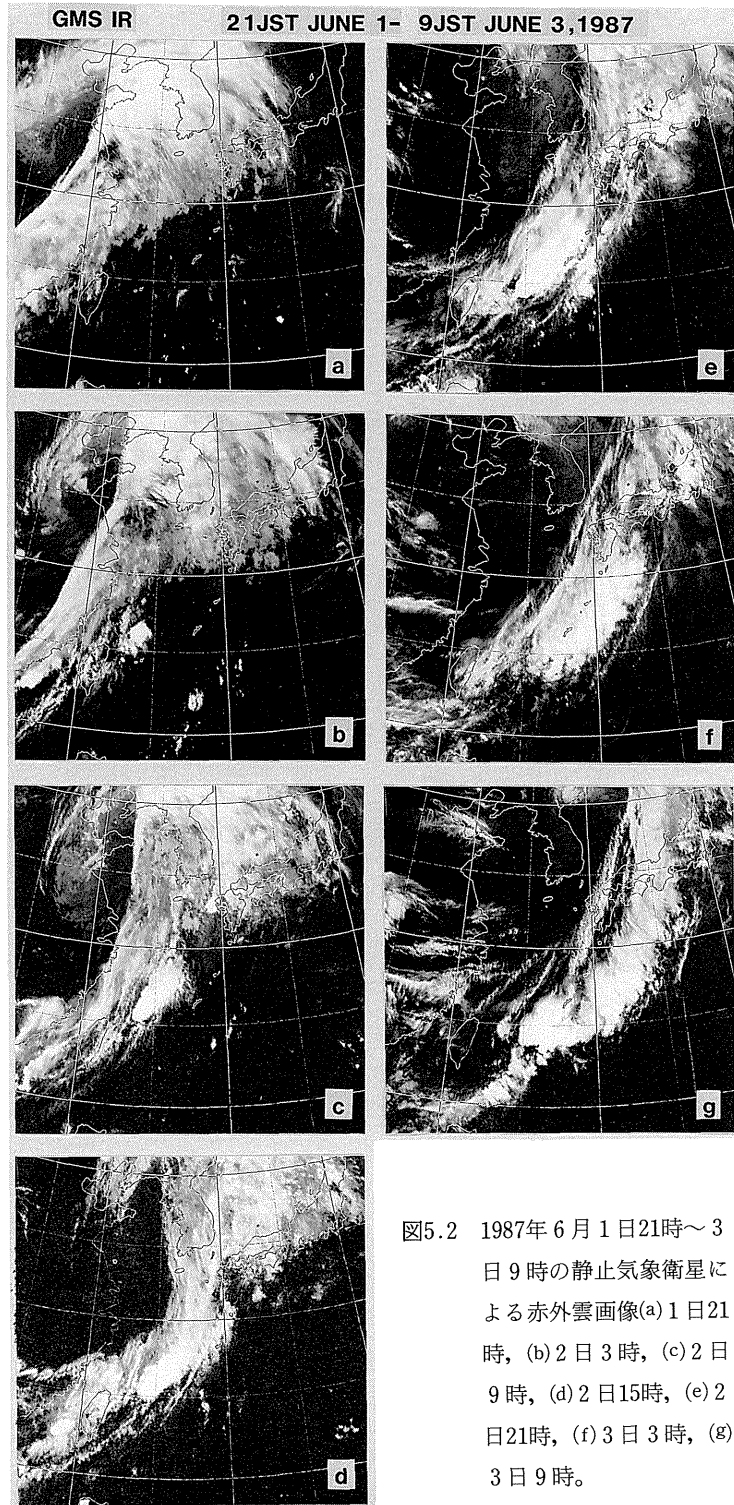 GMS IR 21JST JUNE 1- 9JST JUNE 3,1987
a
b
c
d
e
f
g
図5.2 1987年6月1日21時～3
日9時の静止気象衛星に
よる赤外雲画像(a)1日21
時, (b)2日3時, (c)2日
9時, (d)2日15時, (e)2
日21時, (f)3日3時, (g)
3日9時。